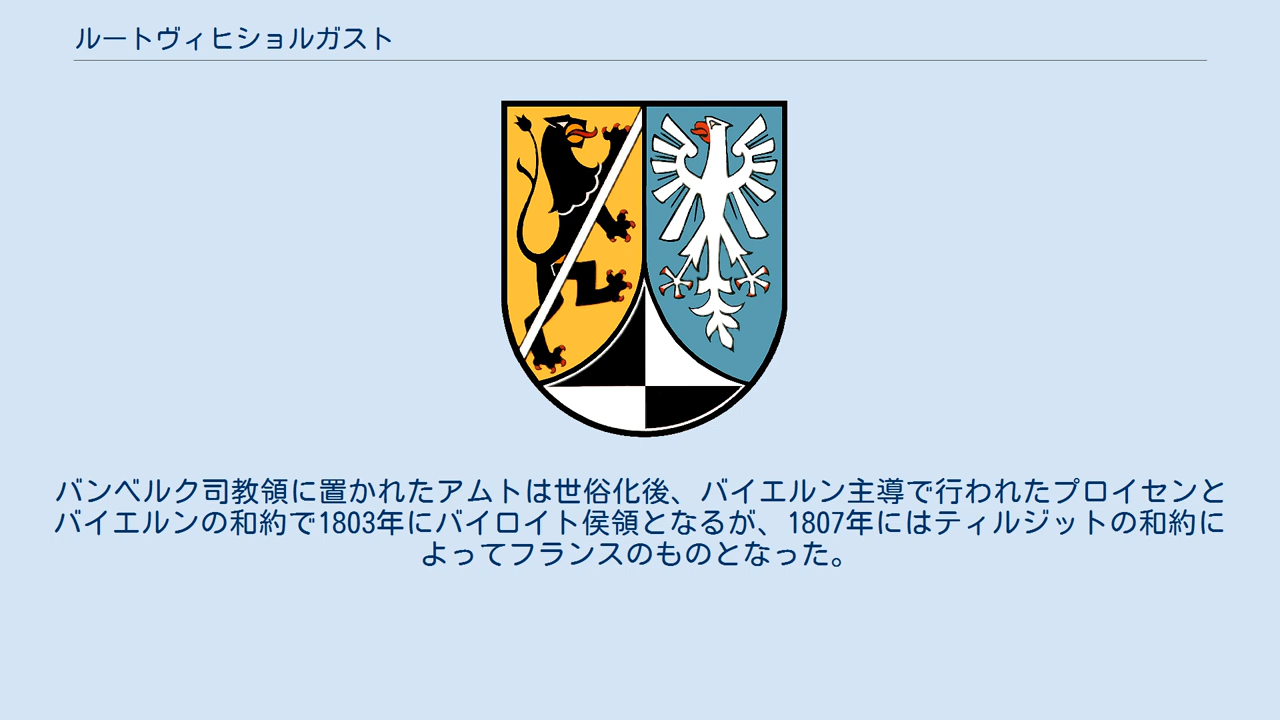 ルートヴィヒショルガスト
バンベルク司教領に置かれたアムトは世俗化後、バイエルン主導で行われたプロイセンと
バイエルンの和約で1803年にバイロイト侯領となるが、1807年にはティルジットの和約に
よってフランスのものとなった。